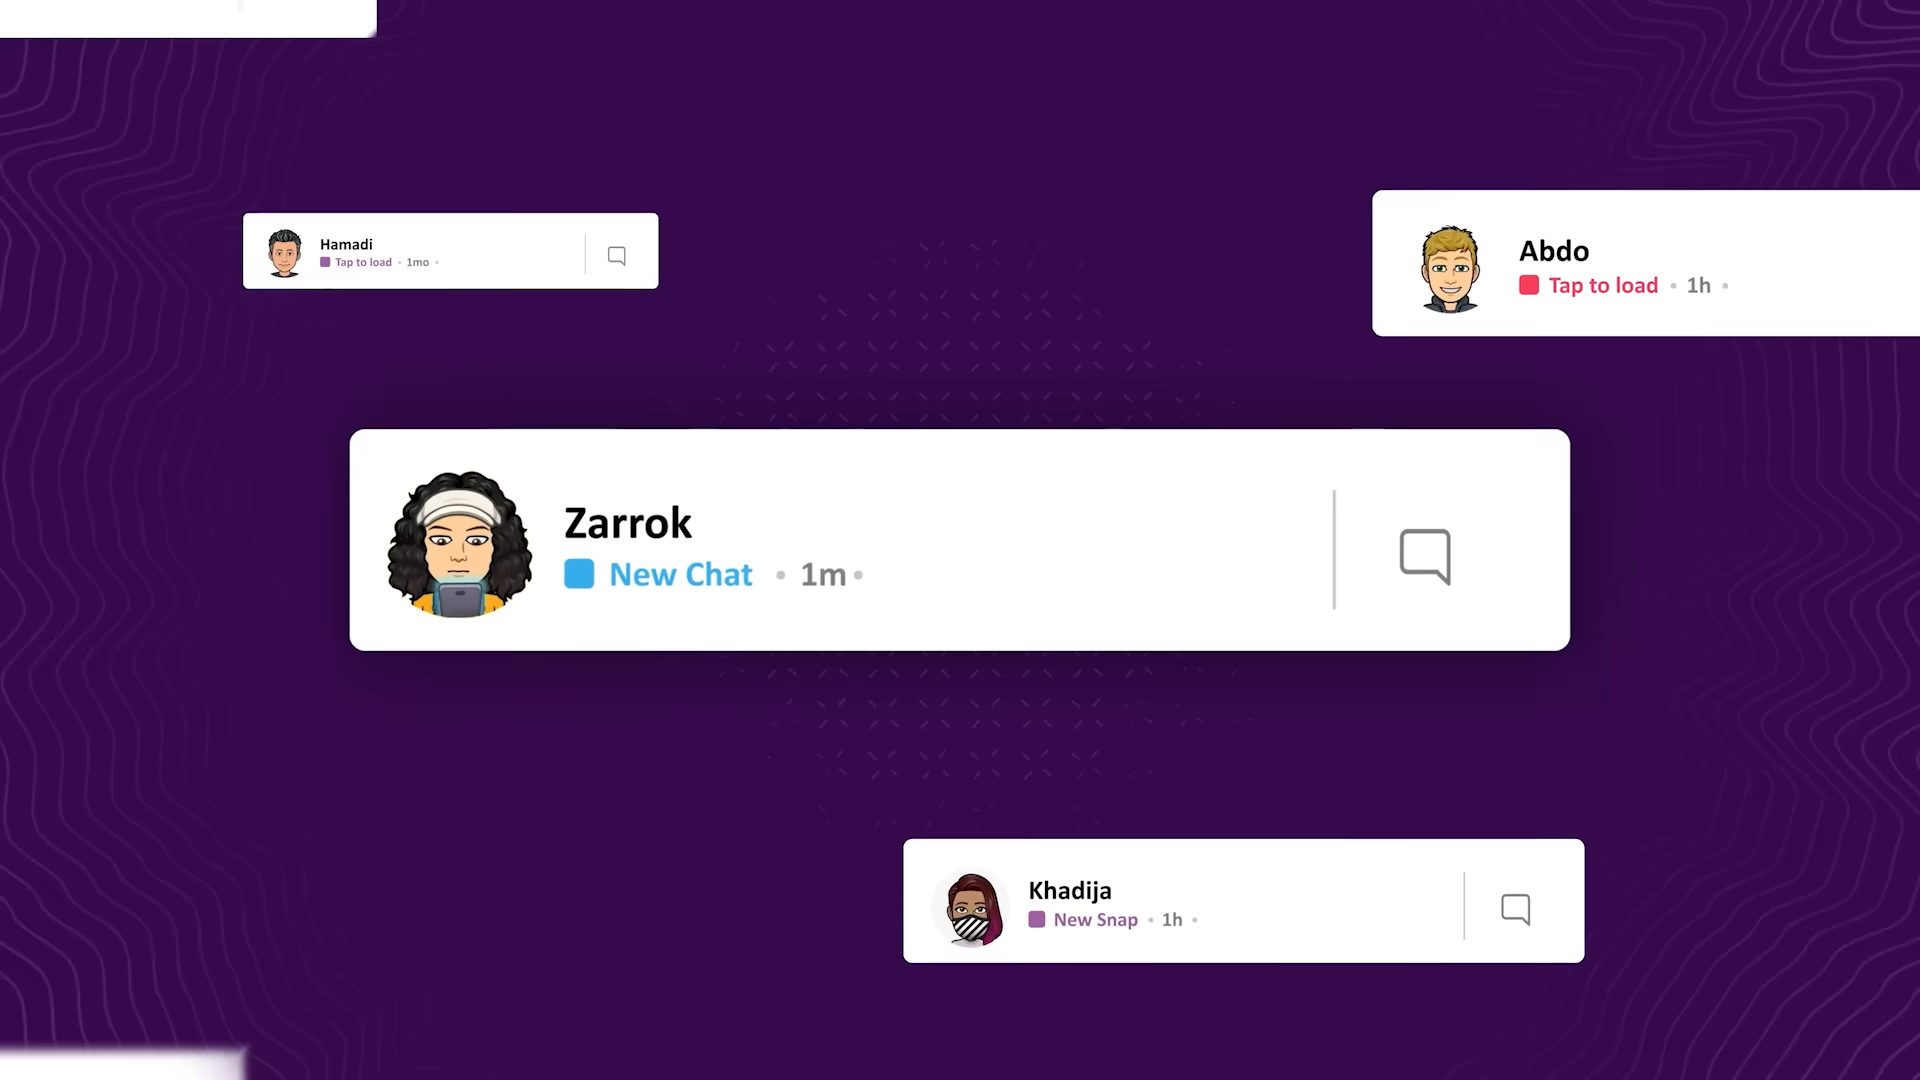 Hamadi
Tap to load • 1mo •
Abdo
Tap to load • 1h •
Zarrok
New Chat • 1m •
Khadija
New Snap • 1h •